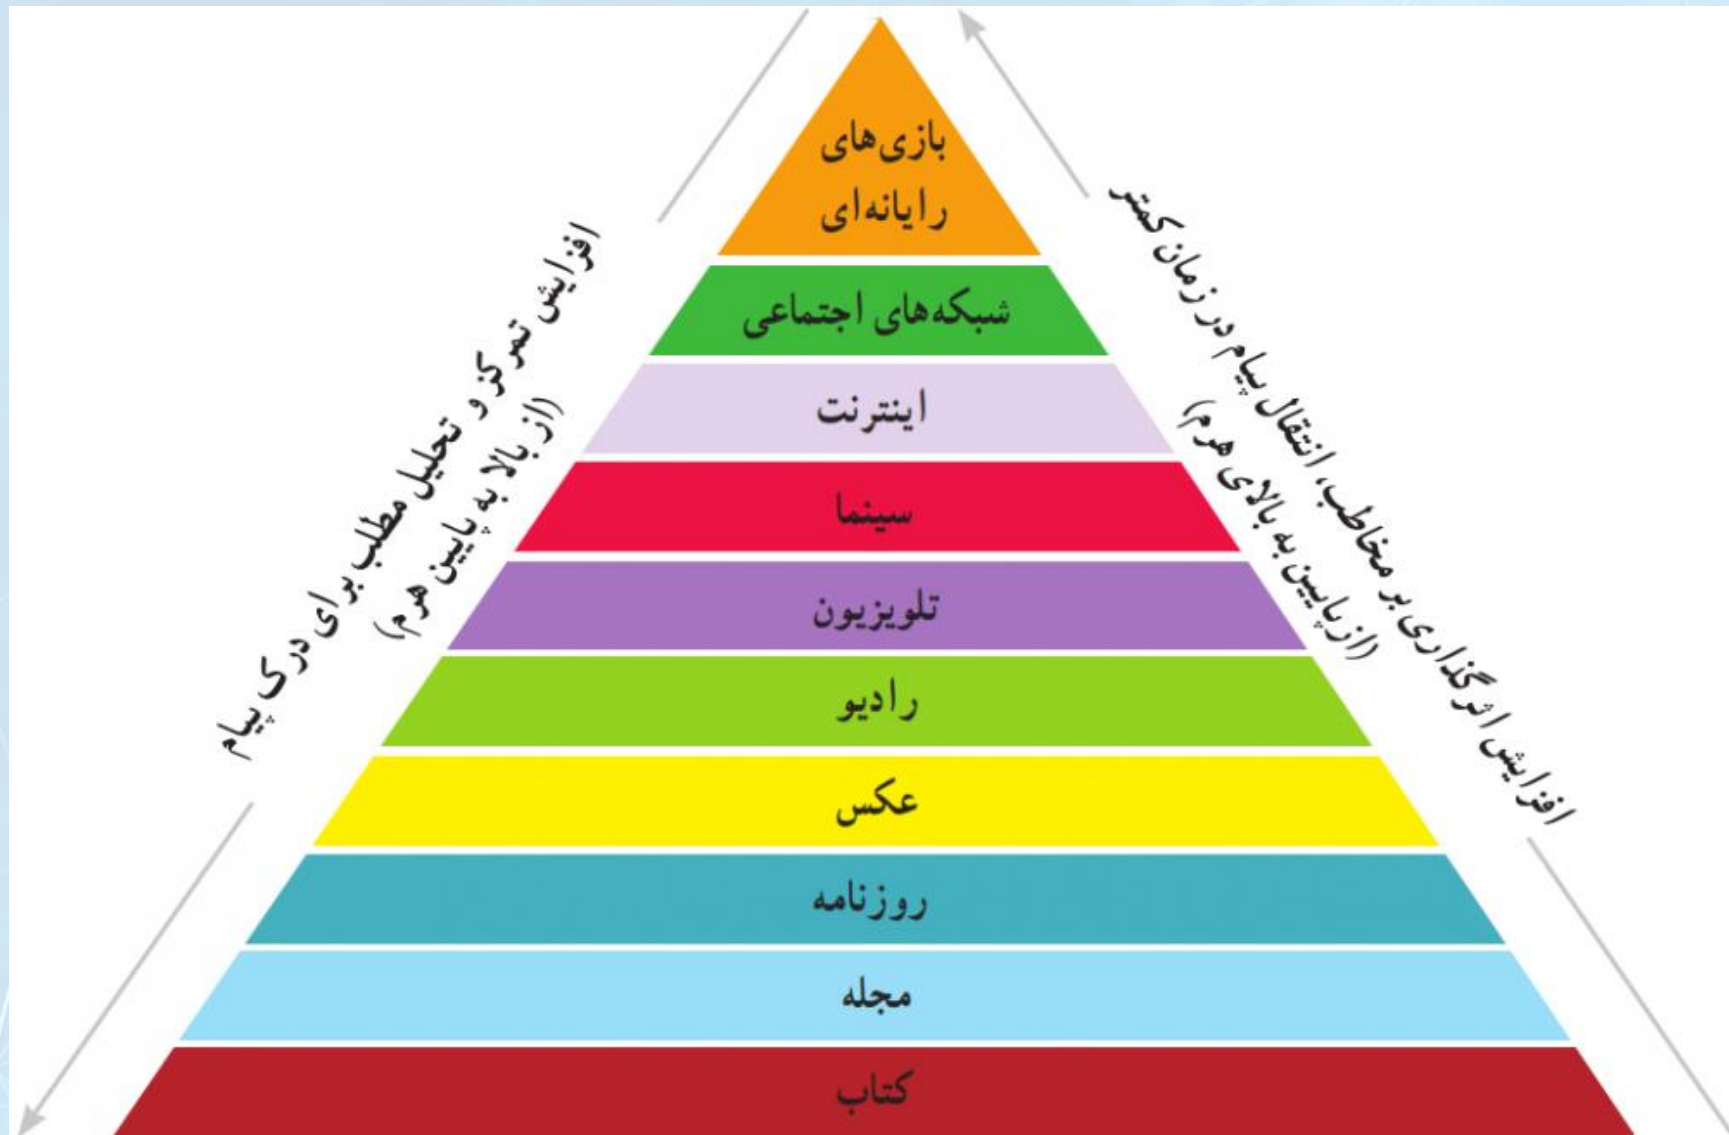 بازی‌های
رایانه‌ای
شبکه‌های اجتماعی
اینترنت
سینما
تلویزیون
رادیو
عکس
روزنامه
مجله
کتاب
افزایش اثرگذاری بر مخاطب، انتقال پیام در زمان کمتر
(از پایین به بالای هرم)
افزایش تمرکز و تحلیل مطلب برای درک پیام
(از بالا به پایین هرم)